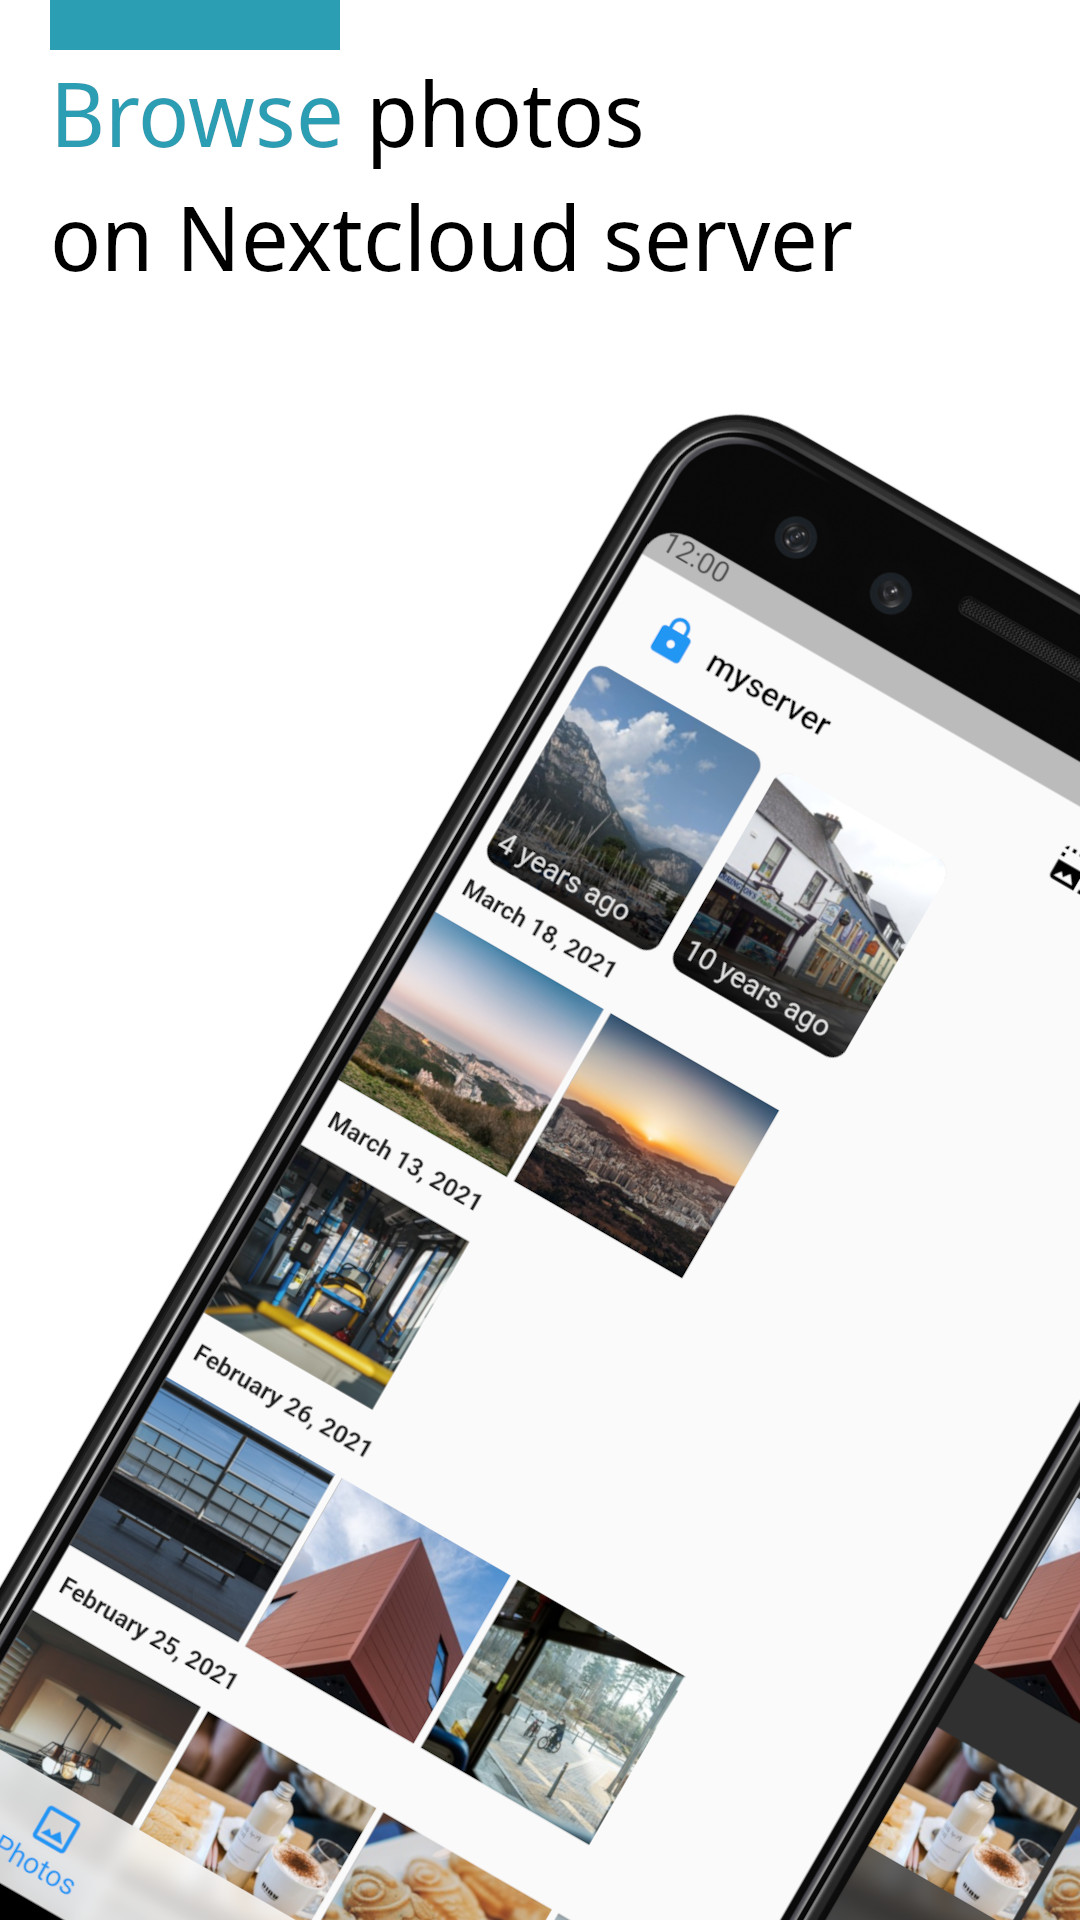 Browse photos
on Nextcloud server
12:00
myserver
4 years ago
10 years ago
March 18, 2021
March 13, 2021
February 26, 2021
February 25, 2021
Photos